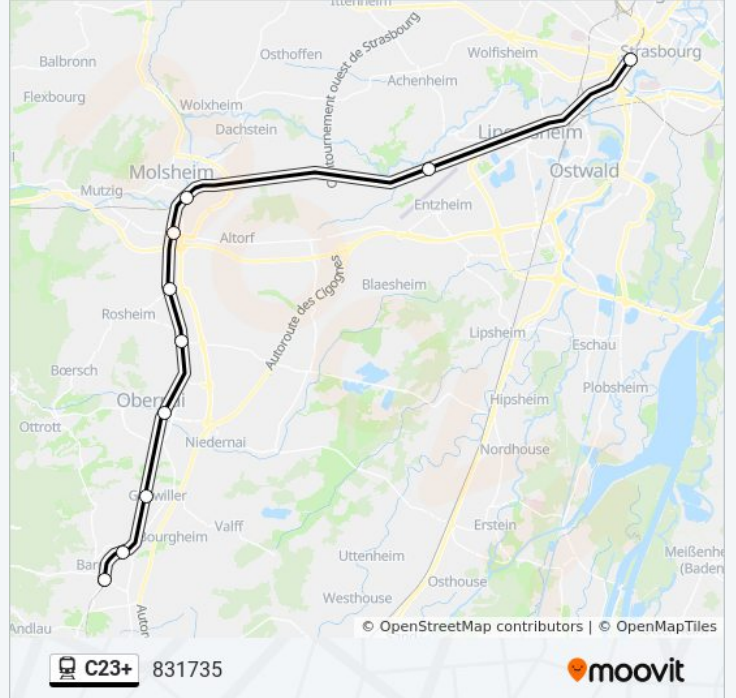 Ittenheim
Strasbourg
Osthoffen
Wolfisheim
Balbronn
Achenheim
Flexbourg
Wolxheim
Contournement ouest de Strasbourg
Dachstein
Molsheim
Ostwald
Mutzig
Entzheim
Altorf
Autoroute des Cigognes
Blaesheim
Rosheim
Lipsheim
Eschau
Bœrsch
Plobsheim
Hipsheim
Ottrott
Niedernai
Nordhouse
Valff
Erstein
Uttenheim
Osthouse
Westhouse
(Baden
Andlau
© OpenStreetMap contributors | © OpenMapTiles
C23+ 831735
moovit